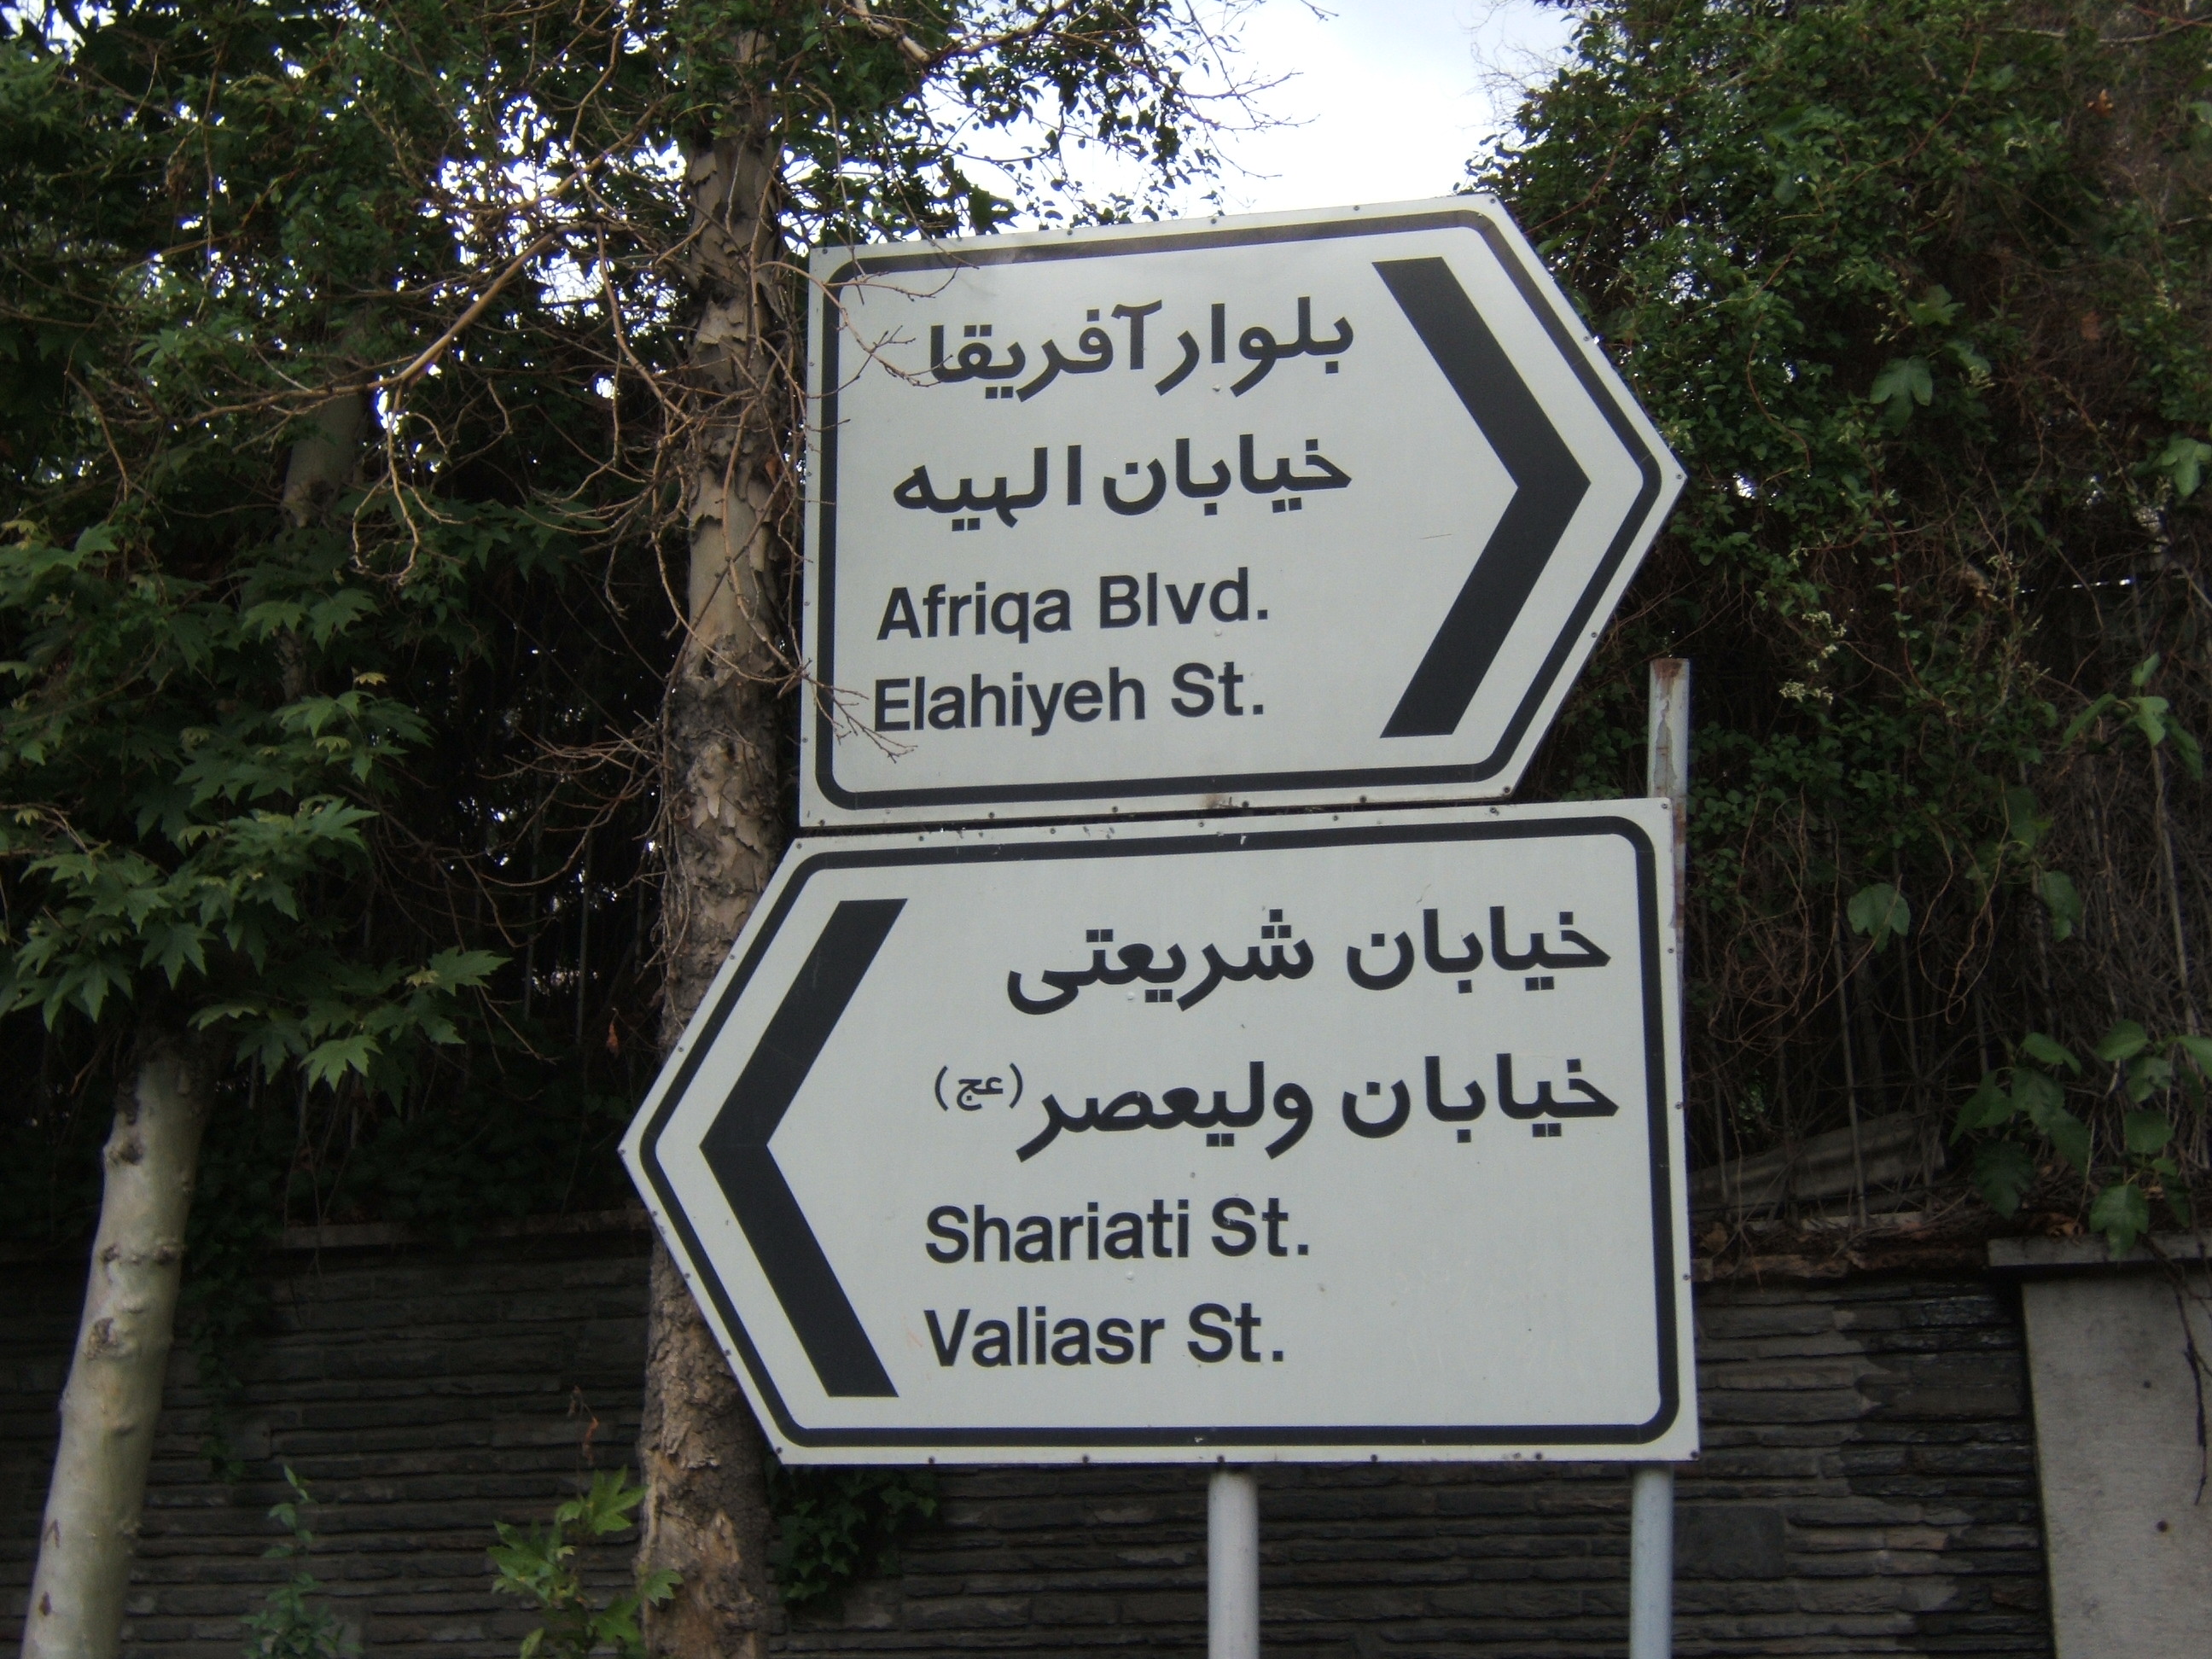 بلوار آفریقا
خیابان الهیه
Afriqa Blvd.
Elahiyeh St.
خیابان شریعتی
خیابان ولیعصر (عج)
Shariati St.
Valiasr St.